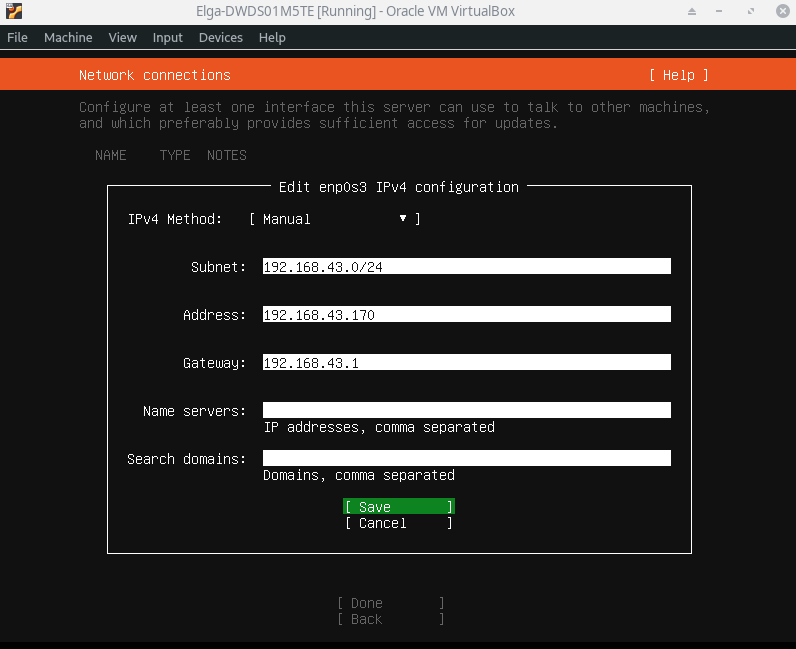 Elga-DWDS01M5TE [Running] - Oracle VM VirtualBox
File Machine View Input Devices Help
Network connections [ Help ]
Configure at least one interface this server can use to talk to other machines,
and which preferably provides sufficient access for updates.
NAME TYPE NOTES
Edit enp0s3 IPv4 configuration
IPv4 Method: [ Manual ▾ ]
Subnet: 192.168.43.0/24
Address: 192.168.43.170
Gateway: 192.168.43.1
Name servers:
IP addresses, comma separated
Search domains:
Domains, comma separated
[ Save ]
[ Cancel ]
[ Done ]
[ Back ]